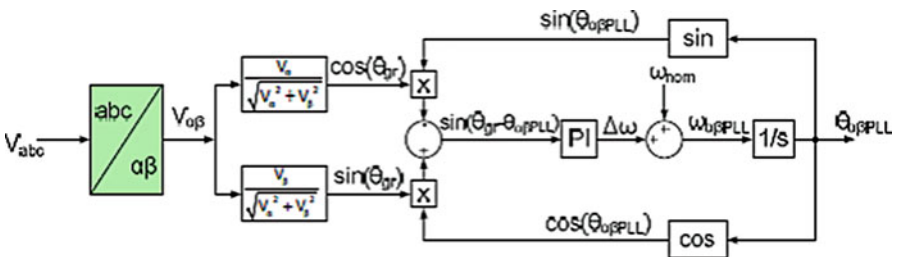 sin(θαβPLL)
sin
Vα
√Vα² + Vβ²
cos(θgr)
X
ωnom
abc
αβ
Vabc
Vαβ
-
+
sin(θgr-θαβPLL)
PI
Δω
+
+
ωαβPLL
1/s
θαβPLL
Vβ
√Vα² + Vβ²
sin(θgr)
X
cos(θαβPLL)
cos